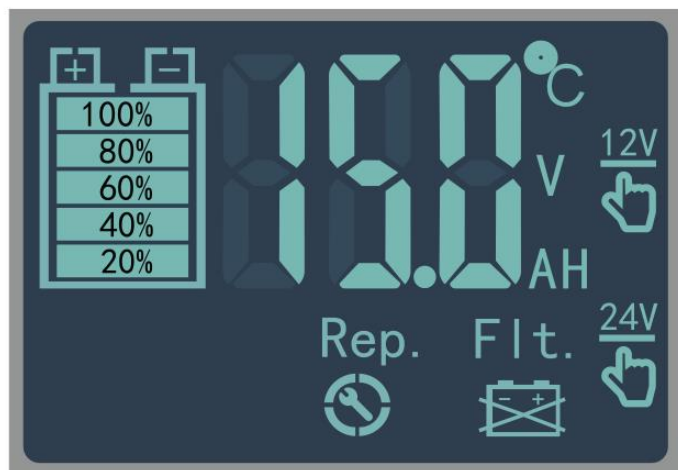 + −
100%
80%
60%
40%
20%
15.0
°C
V
AH
12V
24V
Rep.
Flt.
- +